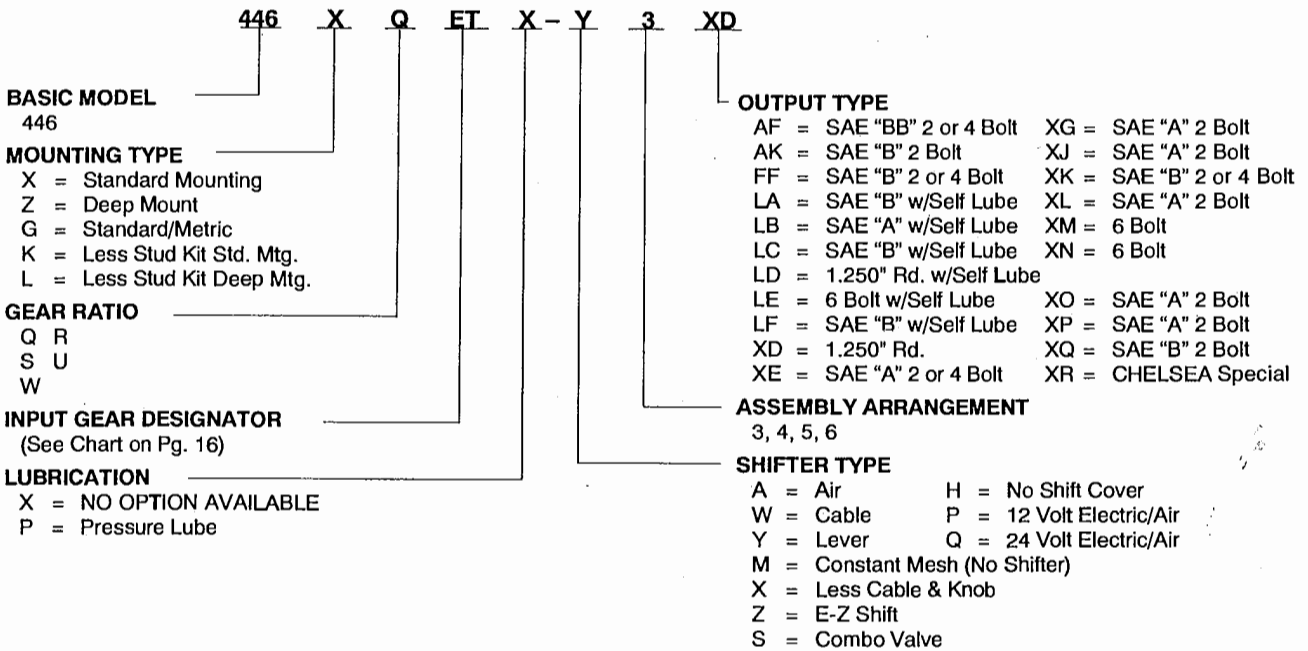 446 X Q ET X – Y 3 XD
BASIC MODEL
446
MOUNTING TYPE
X = Standard Mounting
Z = Deep Mount
G = Standard/Metric
K = Less Stud Kit Std. Mtg.
L = Less Stud Kit Deep Mtg.
GEAR RATIO
Q R
S U
W
INPUT GEAR DESIGNATOR
(See Chart on Pg. 16)
LUBRICATION
X = NO OPTION AVAILABLE
P = Pressure Lube
OUTPUT TYPE
AF = SAE "BB" 2 or 4 Bolt XG = SAE "A" 2 Bolt
AK = SAE "B" 2 Bolt XJ = SAE "A" 2 Bolt
FF = SAE "B" 2 or 4 Bolt XK = SAE "B" 2 or 4 Bolt
LA = SAE "B" w/Self Lube XL = SAE "A" 2 Bolt
LB = SAE "A" w/Self Lube XM = 6 Bolt
LC = SAE "B" w/Self Lube XN = 6 Bolt
LD = 1.250" Rd. w/Self Lube
LE = 6 Bolt w/Self Lube XO = SAE "A" 2 Bolt
LF = SAE "B" w/Self Lube XP = SAE "A" 2 Bolt
XD = 1.250" Rd. XQ = SAE "B" 2 Bolt
XE = SAE "A" 2 or 4 Bolt XR = CHELSEA Special
ASSEMBLY ARRANGEMENT
3, 4, 5, 6
SHIFTER TYPE
A = Air H = No Shift Cover
W = Cable P = 12 Volt Electric/Air
Y = Lever Q = 24 Volt Electric/Air
M = Constant Mesh (No Shifter)
X = Less Cable & Knob
Z = E-Z Shift
S = Combo Valve